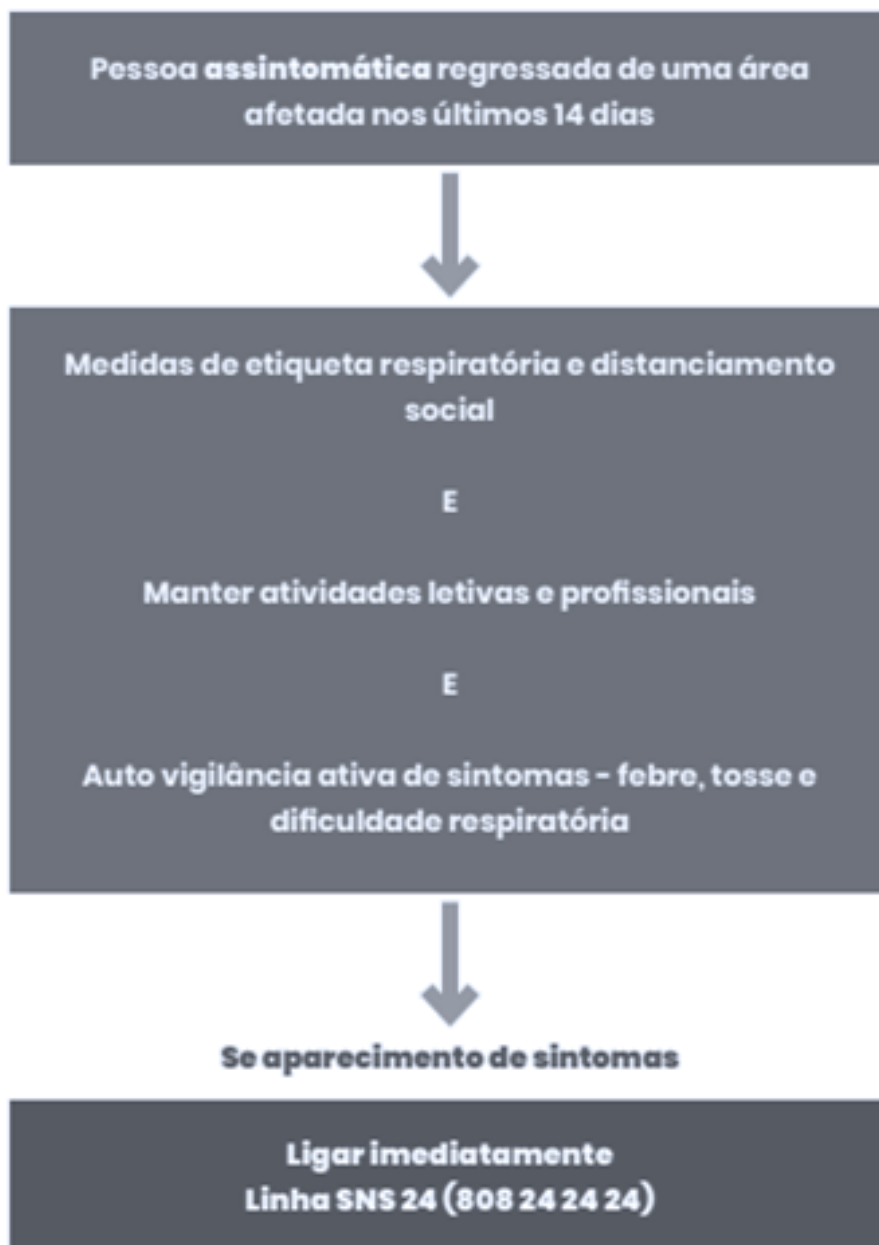 Pessoa assintomática regressada de uma área
afetada nos últimos 14 dias
Medidas de etiqueta respiratória e distanciamento
social
E
Manter atividades letivas e profissionais
E
Auto vigilância ativa de sintomas - febre, tosse e
dificuldade respiratória
Se aparecimento de sintomas
Ligar imediatamente
Linha SNS 24 (808 24 24 24)